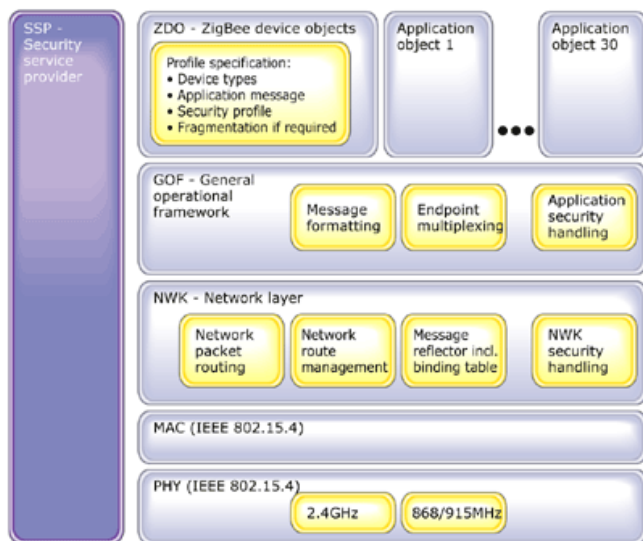 SSP -
Security
service
provider
ZDO - ZigBee device objects
Profile specification:
• Device types
• Application message
• Security profile
• Fragmentation if required
Application
object 1
•••
Application
object 30
GOF - General
operational
framework
Message
formatting
Endpoint
multiplexing
Application
security
handling
NWK - Network layer
Network
packet
routing
Network
route
management
Message
reflector incl.
binding table
NWK
security
handling
MAC (IEEE 802.15.4)
PHY (IEEE 802.15.4)
2.4GHz
868/915MHz